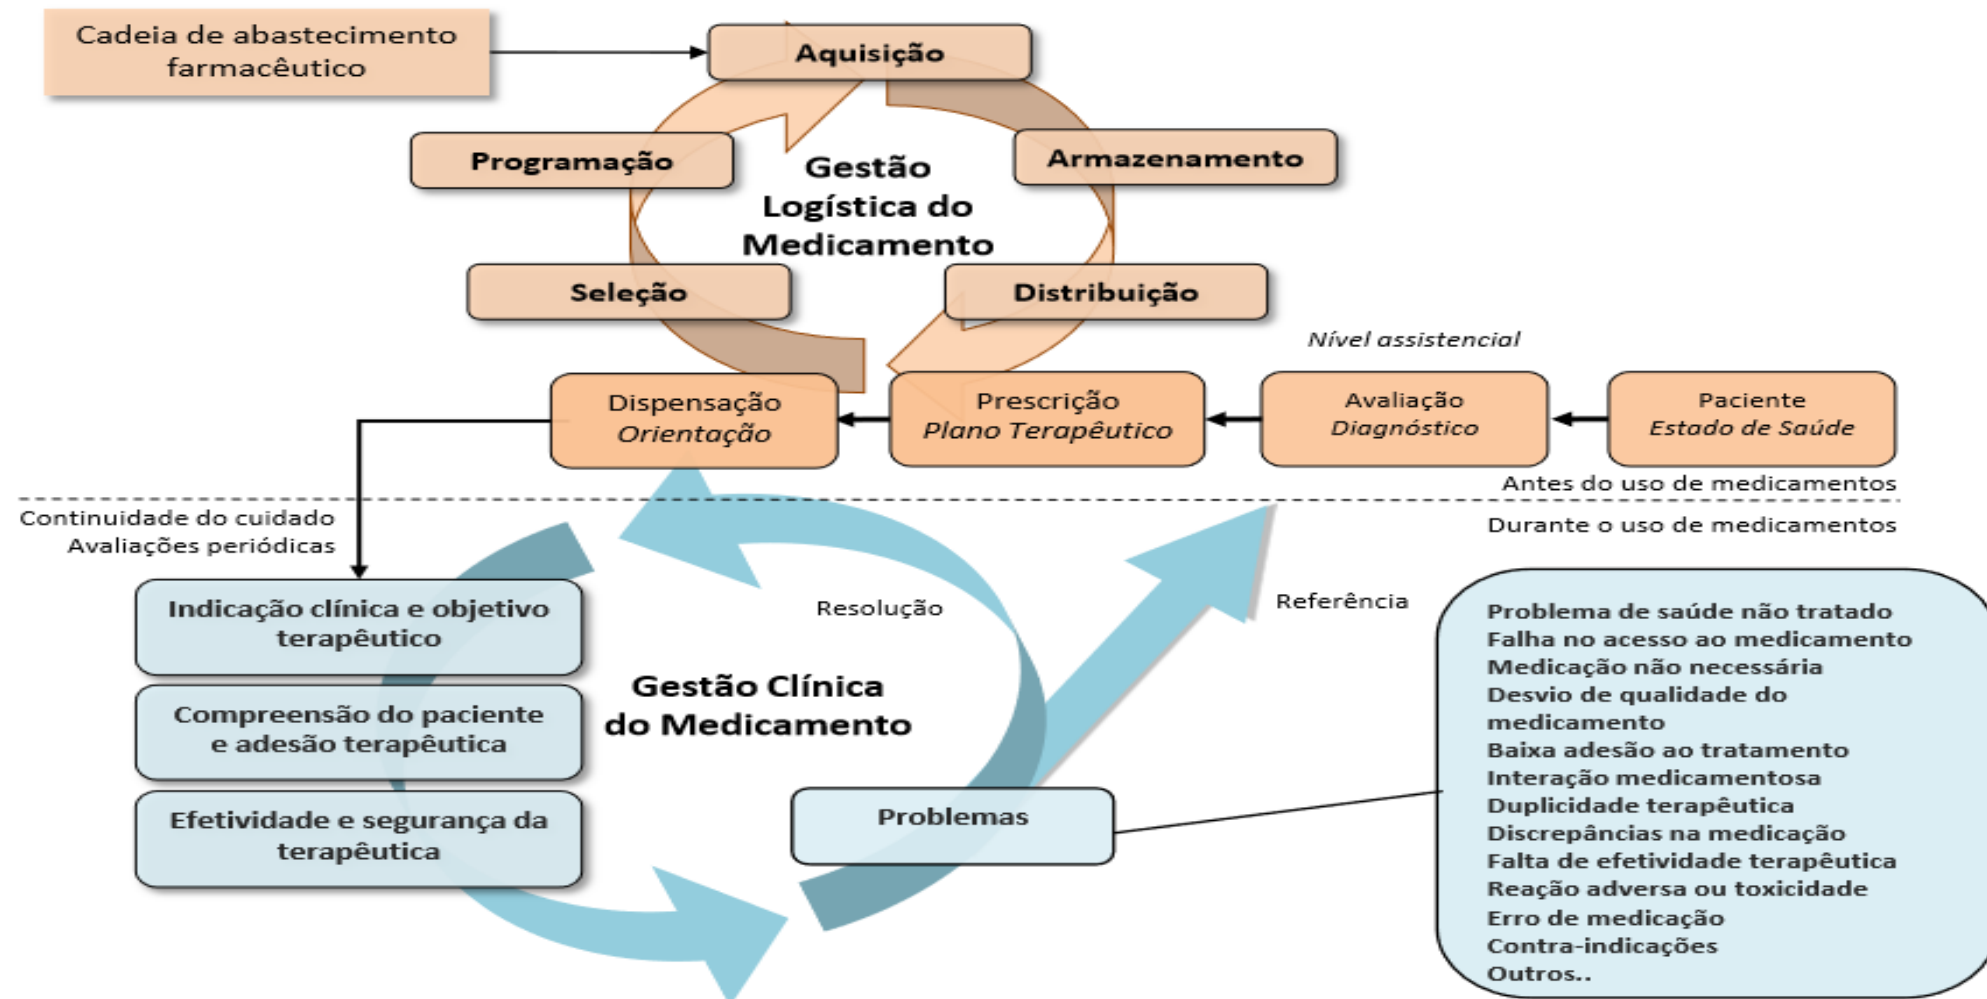 Cadeia de abastecimento
farmacêutico
Aquisição
Programação
Armazenamento
Gestão
Logística do
Medicamento
Seleção
Distribuição
Nível assistencial
Dispensação
Orientação
Prescrição
Plano Terapêutico
Avaliação
Diagnóstico
Paciente
Estado de Saúde
Antes do uso de medicamentos
Continuidade do cuidado
Avaliações periódicas
Durante o uso de medicamentos
Indicação clínica e objetivo
terapêutico
Compreensão do paciente
e adesão terapêutica
Efetividade e segurança da
terapêutica
Resolução
Referência
Gestão Clínica
do Medicamento
Problemas
Problema de saúde não tratado
Falha no acesso ao medicamento
Medicação não necessária
Desvio de qualidade do
medicamento
Baixa adesão ao tratamento
Interação medicamentosa
Duplicidade terapêutica
Discrepâncias na medicação
Falta de efetividade terapêutica
Reação adversa ou toxicidade
Erro de medicação
Contra-indicações
Outros..